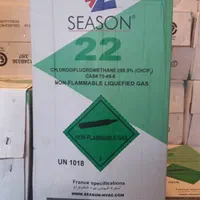 SEASON®
22
CHLORODIFLUOROMETHANE ≥99.9% (CHClF₂)
CAS# 75-45-6
NON-FLAMMABLE LIQUEFIED GAS
NON-FLAMMABLE GAS
2
UN 1018
France specifications
WWW.SEASON-HVAC.COM